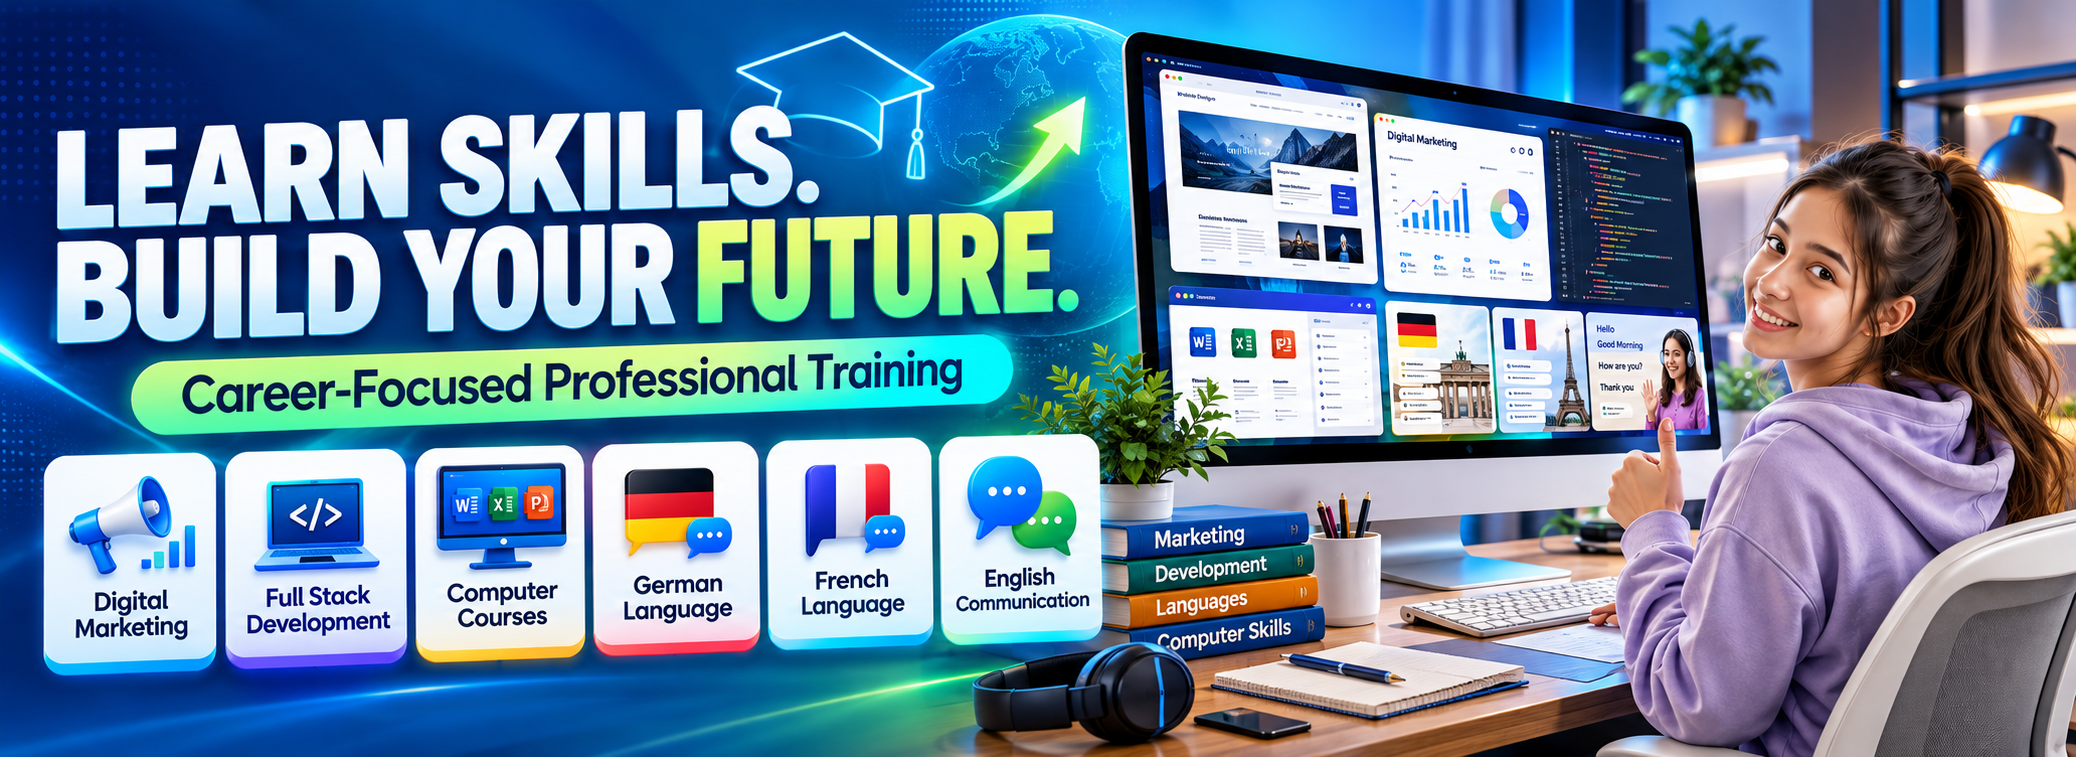 LEARN SKILLS.
BUILD YOUR FUTURE.
Career-Focused Professional Training
Digital
Marketing
</>
Full Stack
Development
W X P
Computer
Courses
German
Language
French
Language
English
Communication
Digital Marketing
W X P
Hello
Good Morning
How are you?
Thank you
Marketing
Development
Languages
Computer Skills